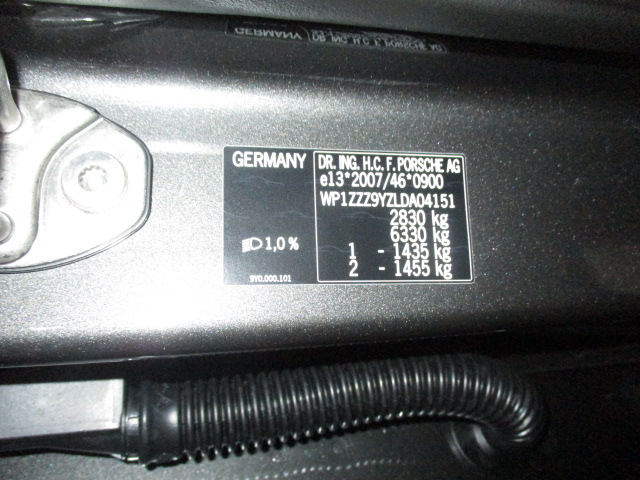 GERMANY
DR. ING. H.C. F. PORSCHE AG
e13*2007/46*0900
WP1ZZZ9YZLDA04151
2830 kg
6330 kg
1 - 1435 kg
2 - 1455 kg
1,0 %
9Y0.000.101